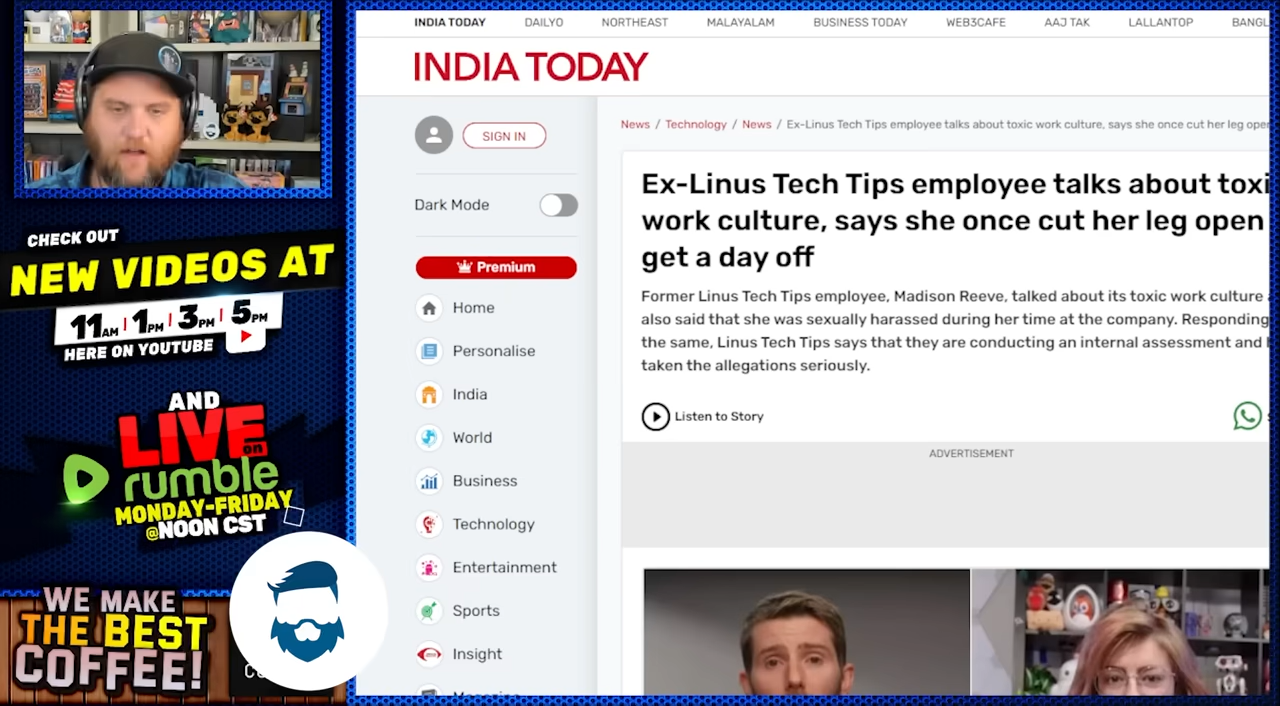 INDIA TODAY DAILYO NORTHEAST MALAYALAM BUSINESS TODAY WEB3CAFE AAJ TAK LALLANTOP
INDIA TODAY
SIGN IN
News / Technology / News / Ex-Linus Tech Tips employee talks about toxic work culture, says she once cut her leg
Dark Mode
Ex-Linus Tech Tips employee talks about
work culture, says she once cut her leg open
get a day off
Premium
Former Linus Tech Tips employee, Madison Reeve, talked about its toxic work culture
also said that she was sexually harassed during her time at the company. Responding
the same, Linus Tech Tips says that they are conducting an internal assessment and
taken the allegations seriously.
Listen to Story
ADVERTISEMENT
Home
Personalise
India
World
Business
Technology
Entertainment
Sports
Insight
CHECK OUT
NEW VIDEOS AT
11AM | 1PM | 3PM | 5PM
HERE ON YOUTUBE
AND
LIVE on
rumble
MONDAY-FRIDAY
@NOON CST
WE MAKE
THE BEST
COFFEE!